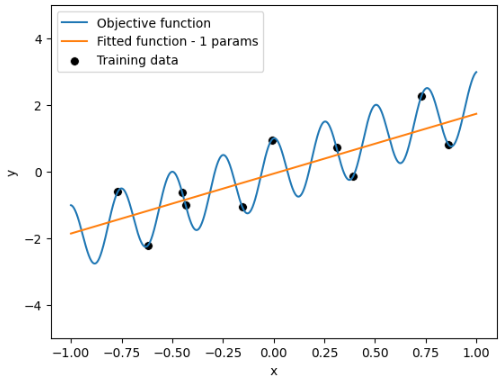 Objective function
Fitted function - 1 params
Training data
4
2
0
−2
−4
y
−1.00 −0.75 −0.50 −0.25 0.00 0.25 0.50 0.75 1.00
x